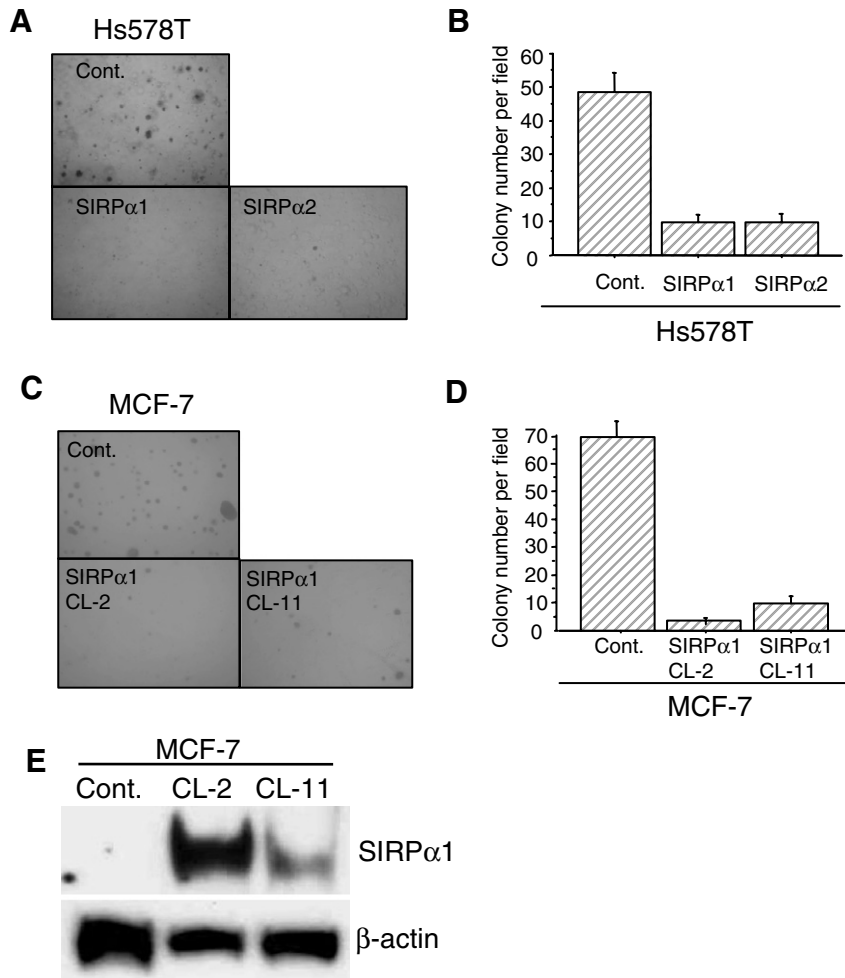 A
Hs578T
Cont.
SIRPα1
SIRPα2
B
Colony number per field
60
50
40
30
20
10
0
Cont.
SIRPα1
SIRPα2
Hs578T
C
MCF-7
Cont.
SIRPα1
CL-2
SIRPα1
CL-11
D
Colony number per field
70
60
50
40
30
20
10
0
Cont.
SIRPα1
CL-2
SIRPα1
CL-11
MCF-7
E
MCF-7
Cont.
CL-2
CL-11
SIRPα1
β-actin